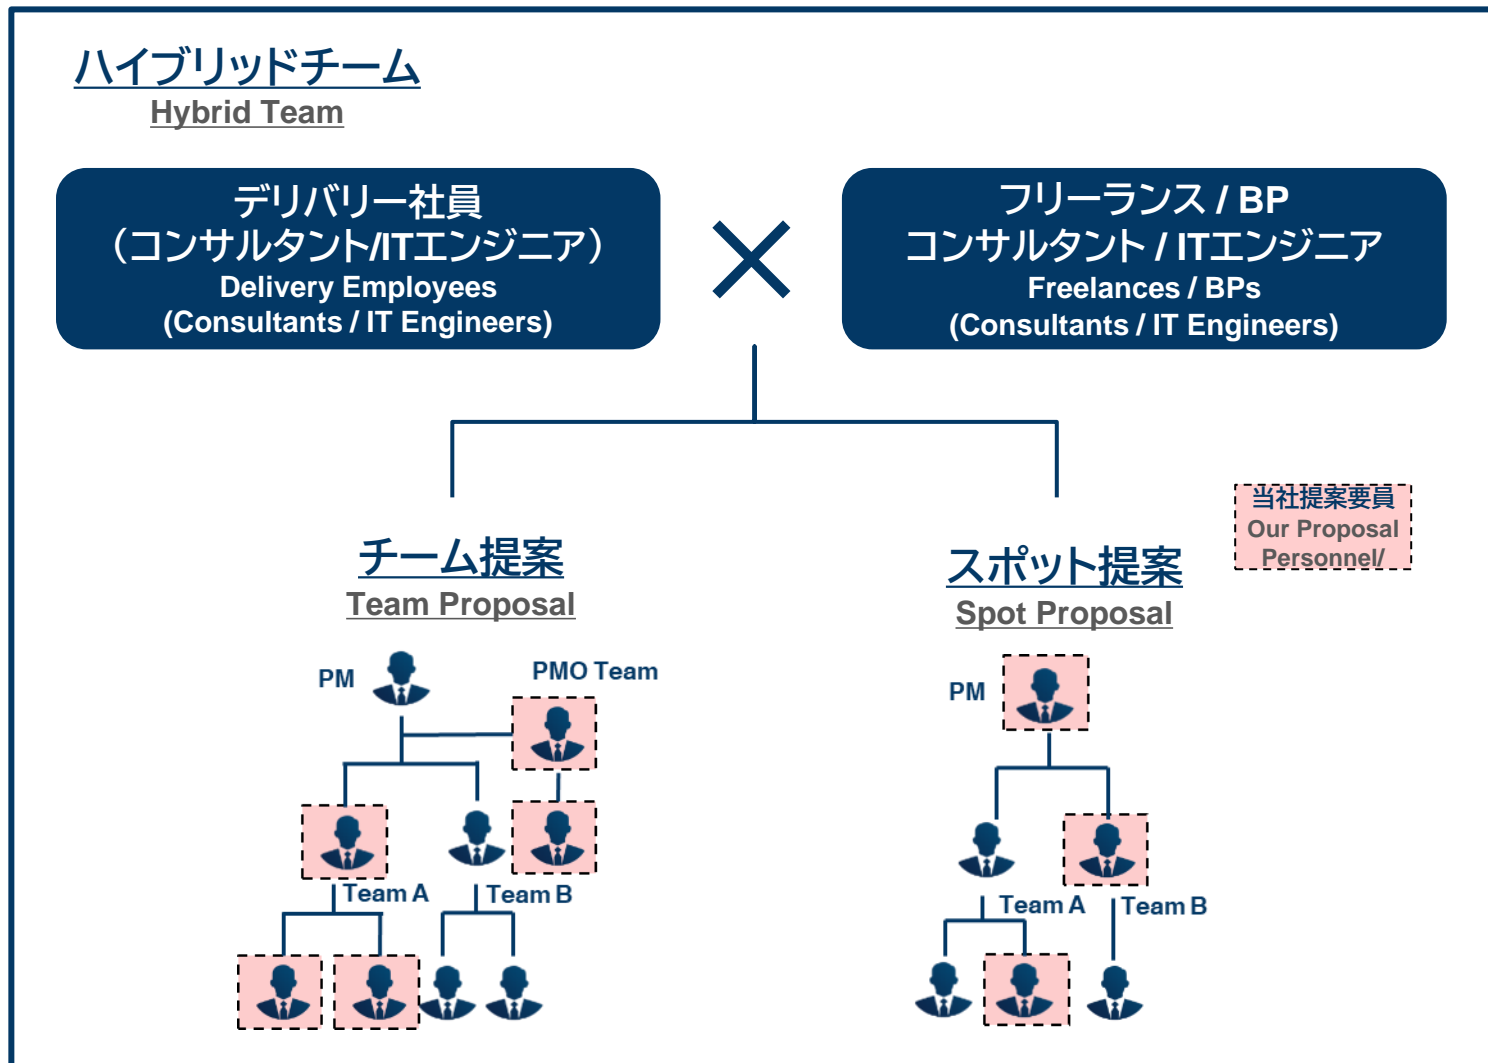 ハイブリッドチーム
Hybrid Team
デリバリー社員
（コンサルタント/ITエンジニア）
Delivery Employees
(Consultants / IT Engineers)
フリーランス / BP
コンサルタント / ITエンジニア
Freelances / BPs
(Consultants / IT Engineers)
当社提案要員
Our Proposal
Personnel/
チーム提案
Team Proposal
PM
PMO Team
Team A
Team B
スポット提案
Spot Proposal
PM
Team A
Team B